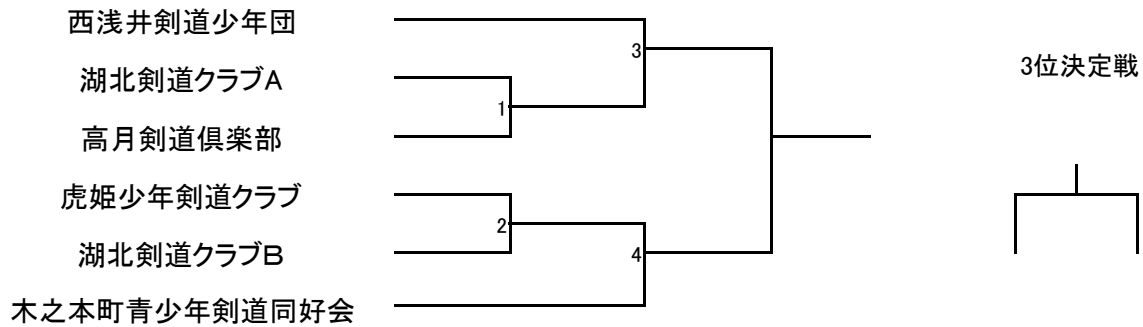 西浅井剣道少年団
3
3位決定戦
湖北剣道クラブA
1
高月剣道倶楽部
虎姫少年剣道クラブ
2
湖北剣道クラブB
4
木之本町青少年剣道同好会